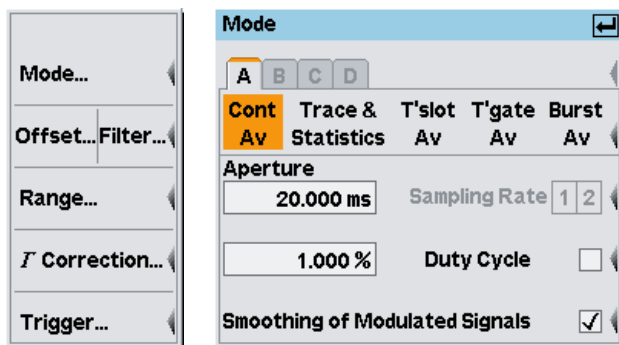 Mode...
Offset... Filter...
Range...
Γ Correction...
Trigger...
Mode
A B C D
Cont Av Trace & Statistics T'slot Av T'gate Av Burst Av
Aperture
20.000 ms Sampling Rate 1 2
1.000 % Duty Cycle
Smoothing of Modulated Signals